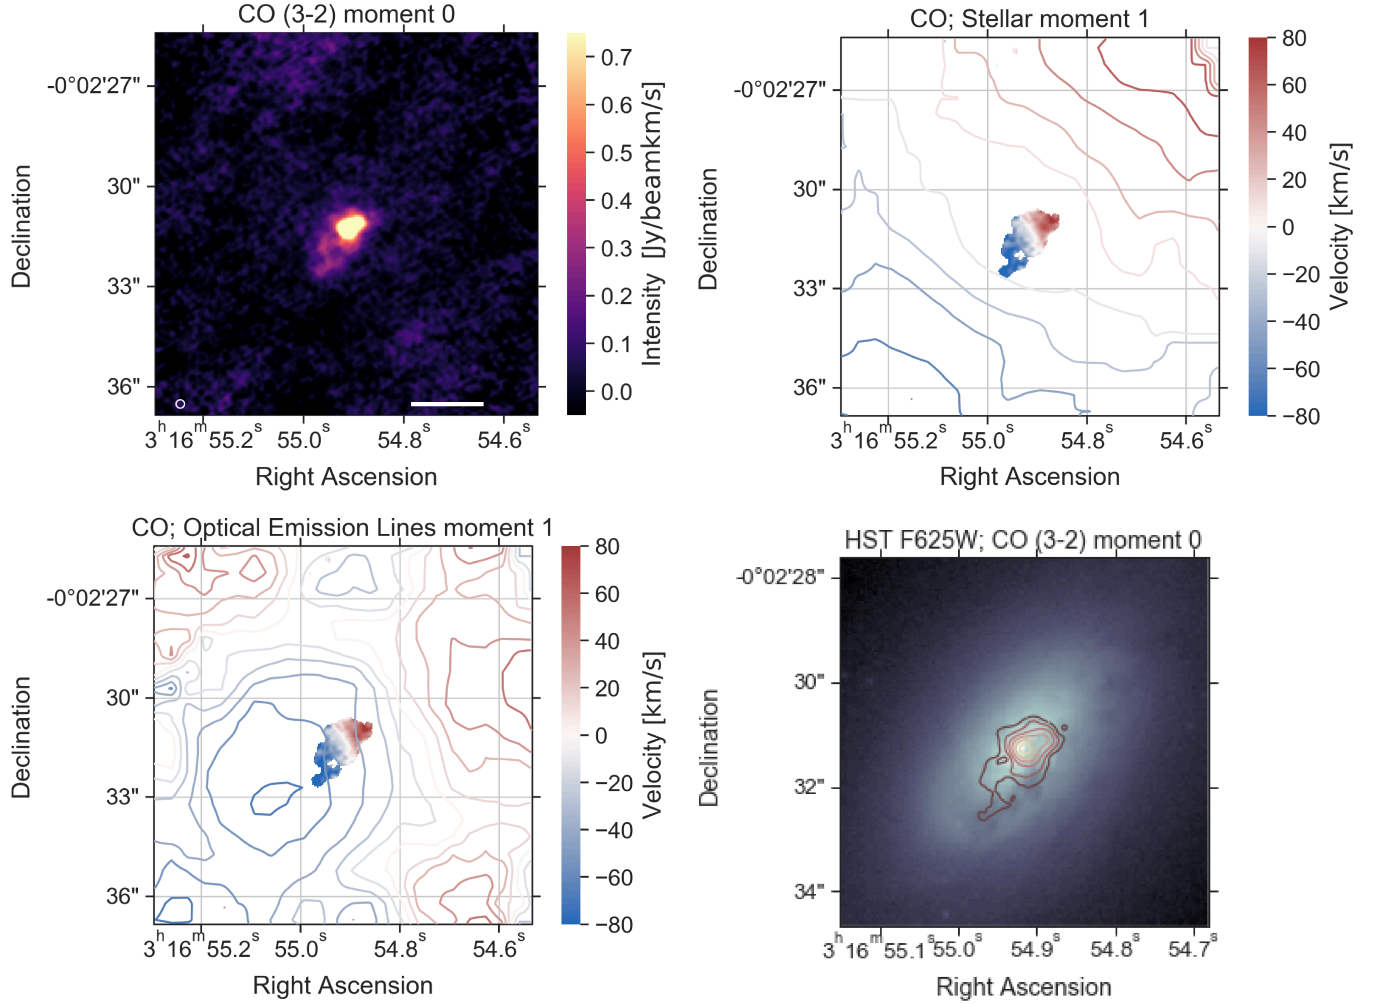 CO (3-2) moment 0
Declination
-0°02'27"
30"
33"
36"
3h16m55.2s
55.0s
54.8s
54.6s
Right Ascension
0.7
0.6
0.5
0.4
0.3
0.2
0.1
0.0
Intensity [Jy/beamkm/s]
CO; Stellar moment 1
Declination
-0°02'27"
30"
33"
36"
3h16m55.2s
55.0s
54.8s
54.6s
Right Ascension
80
60
40
20
0
−20
−40
−60
−80
Velocity [km/s]
CO; Optical Emission Lines moment 1
Declination
-0°02'27"
30"
33"
36"
3h16m55.2s
55.0s
54.8s
54.6s
Right Ascension
80
60
40
20
0
−20
−40
−60
−80
Velocity [km/s]
HST F625W; CO (3-2) moment 0
Declination
-0°02'28"
30"
32"
34"
3h16m55.1s
55.0s
54.9s
54.8s
54.7s
Right Ascension